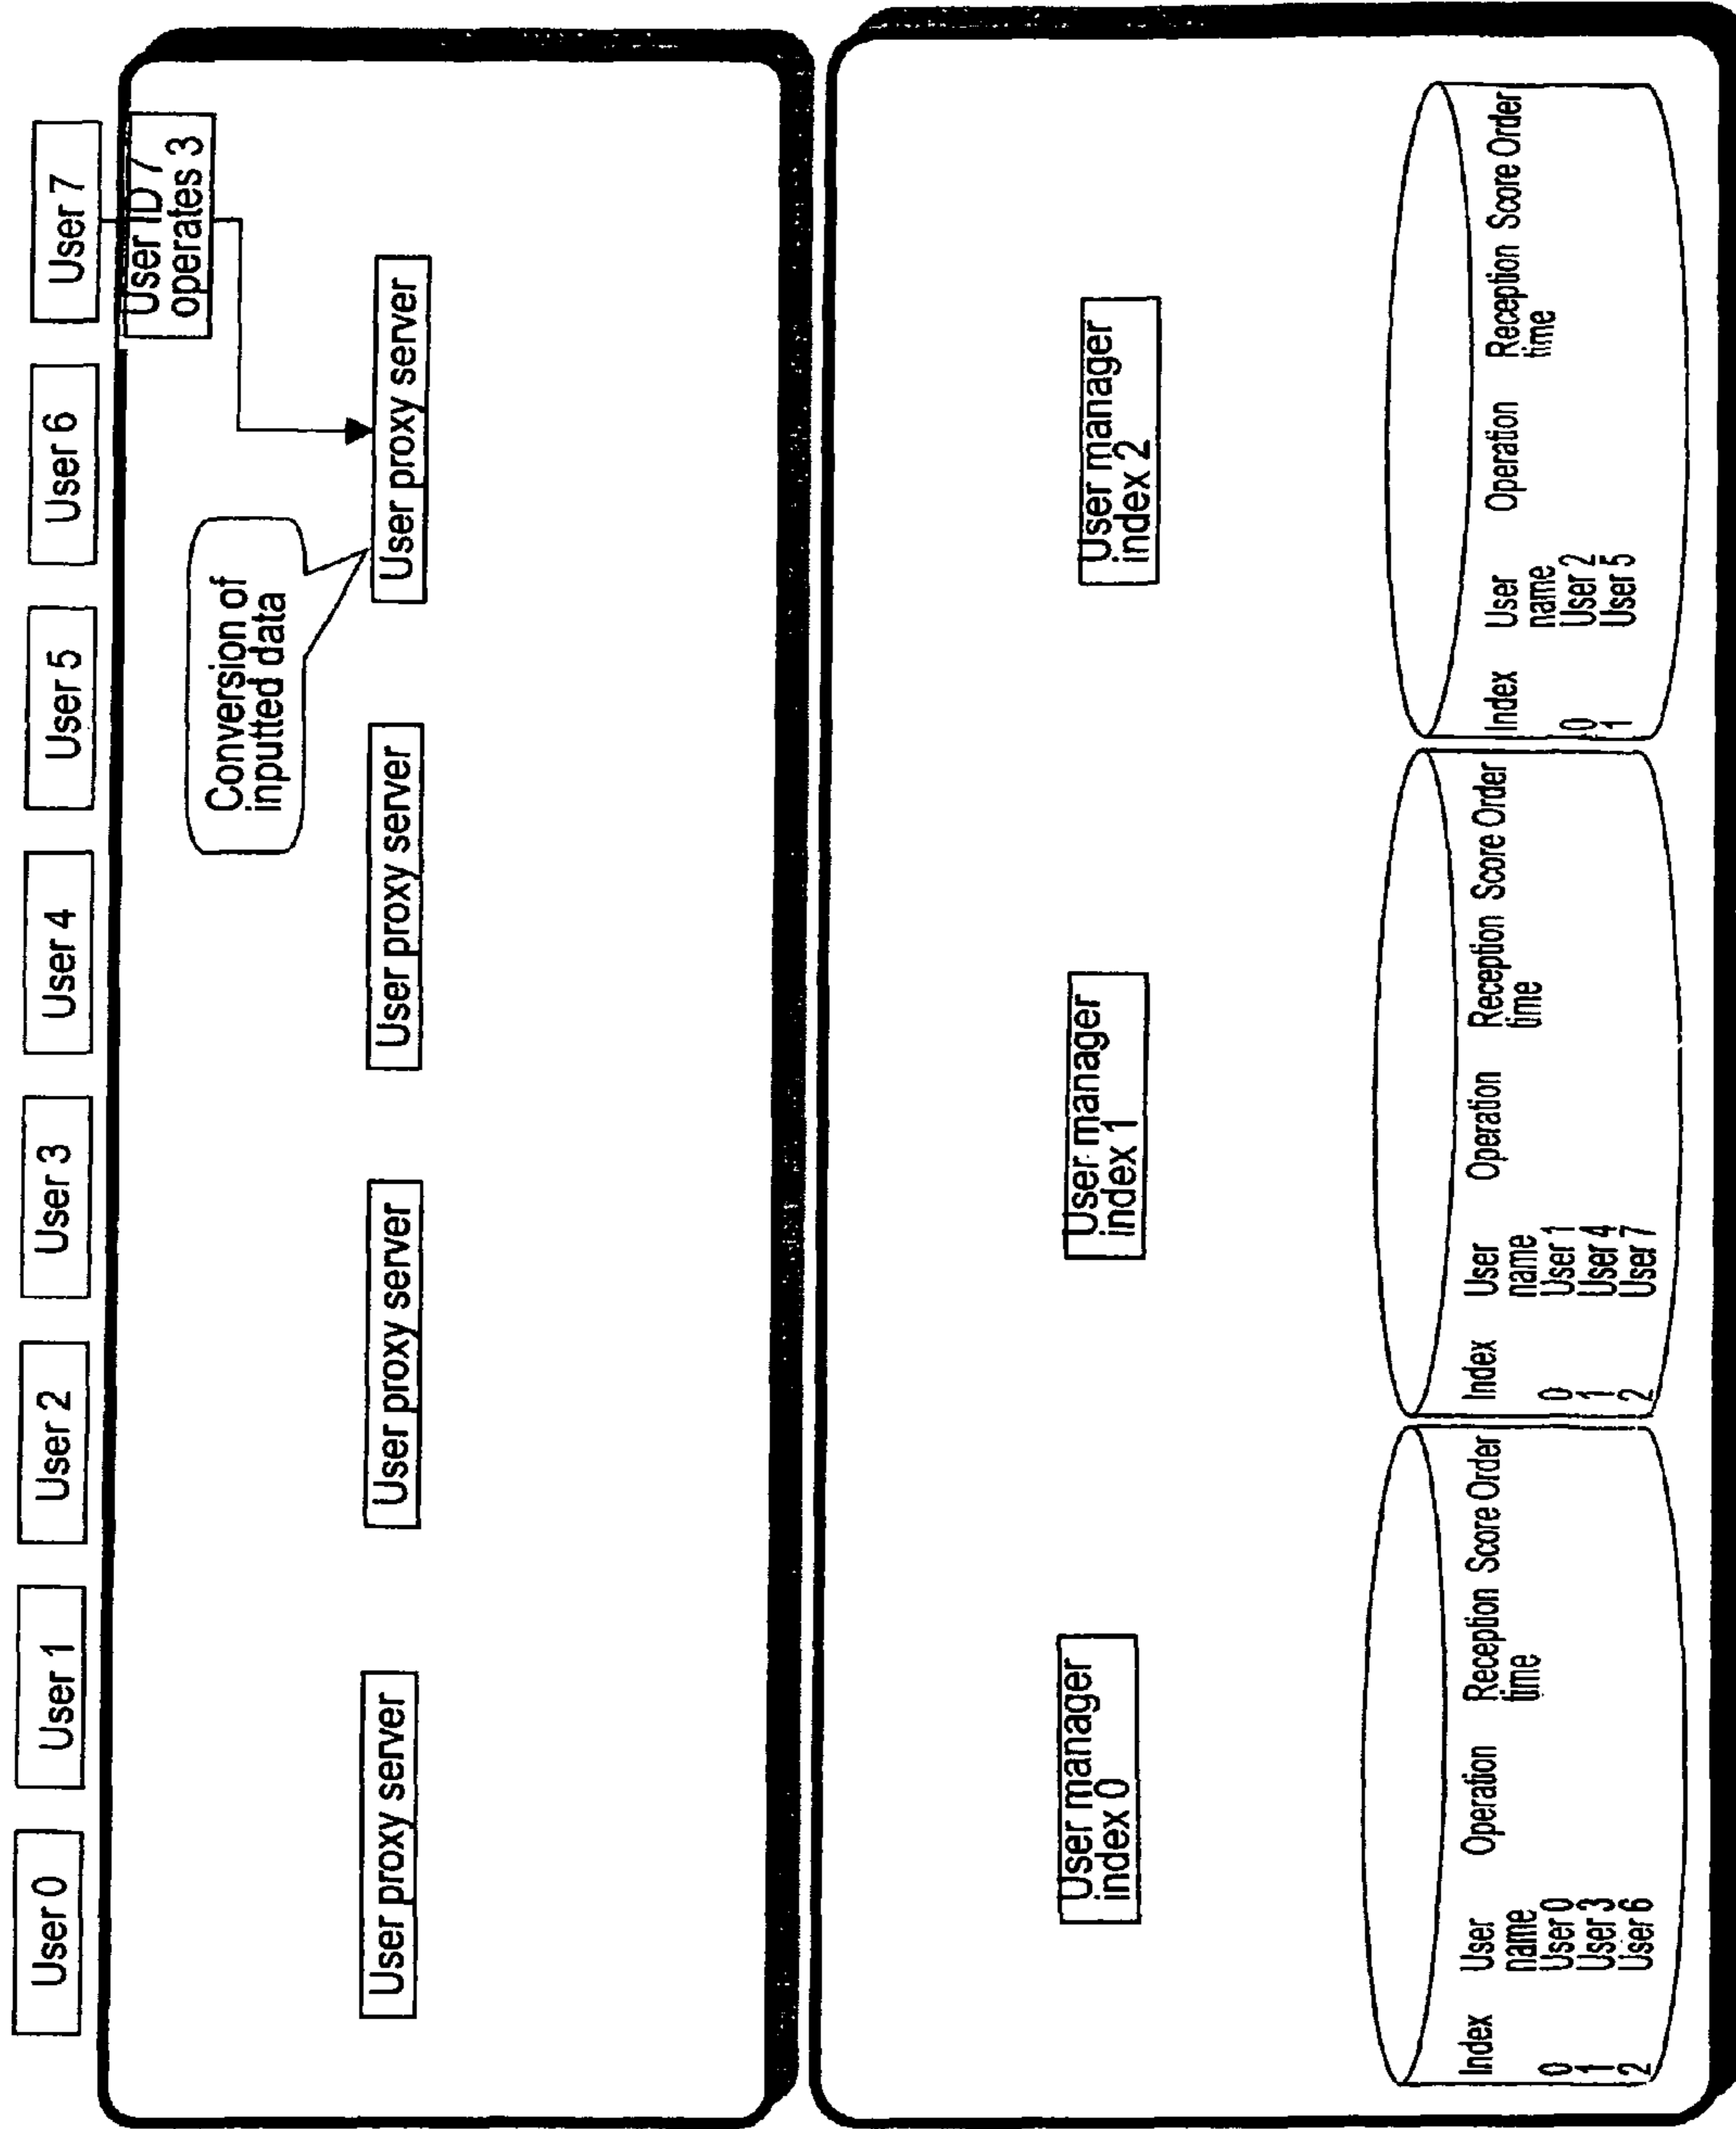 User 0
User 1
User 2
User 3
User 4
User 5
User 6
User 7
User ID 7
operates 3
Conversion of
inputted data
User proxy server
User proxy server
User proxy server
User proxy server
User manager
index 0
User manager
index 1
User manager
index 2
Index User name Operation Reception time Score Order
0 User 0
1 User 3
2 User 6
Index User name Operation Reception time Score Order
0 User 1
1 User 4
2 User 7
Index User name Operation Reception time Score Order
0 User 2
1 User 5